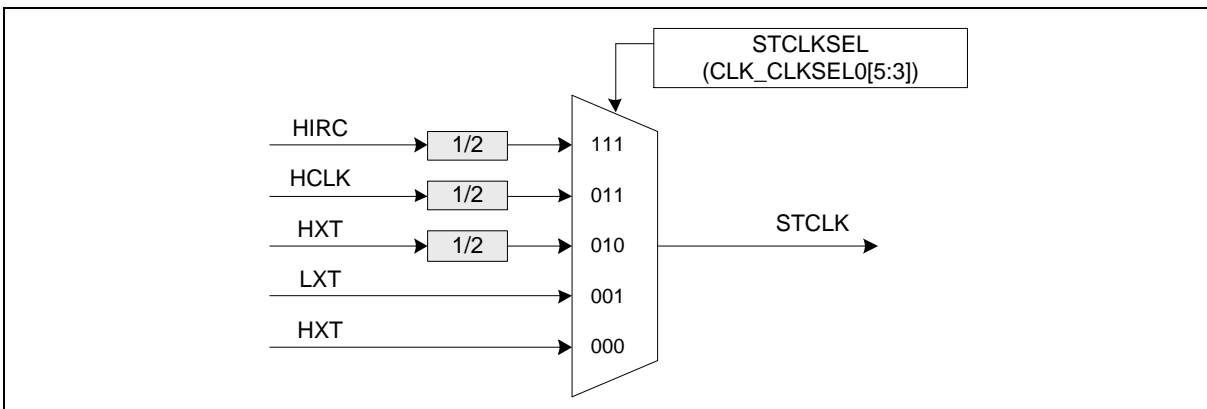 STCLKSEL
(CLK_CLKSEL0[5:3])
HIRC
1/2
111
HCLK
1/2
011
HXT
1/2
010
STCLK
LXT
001
HXT
000